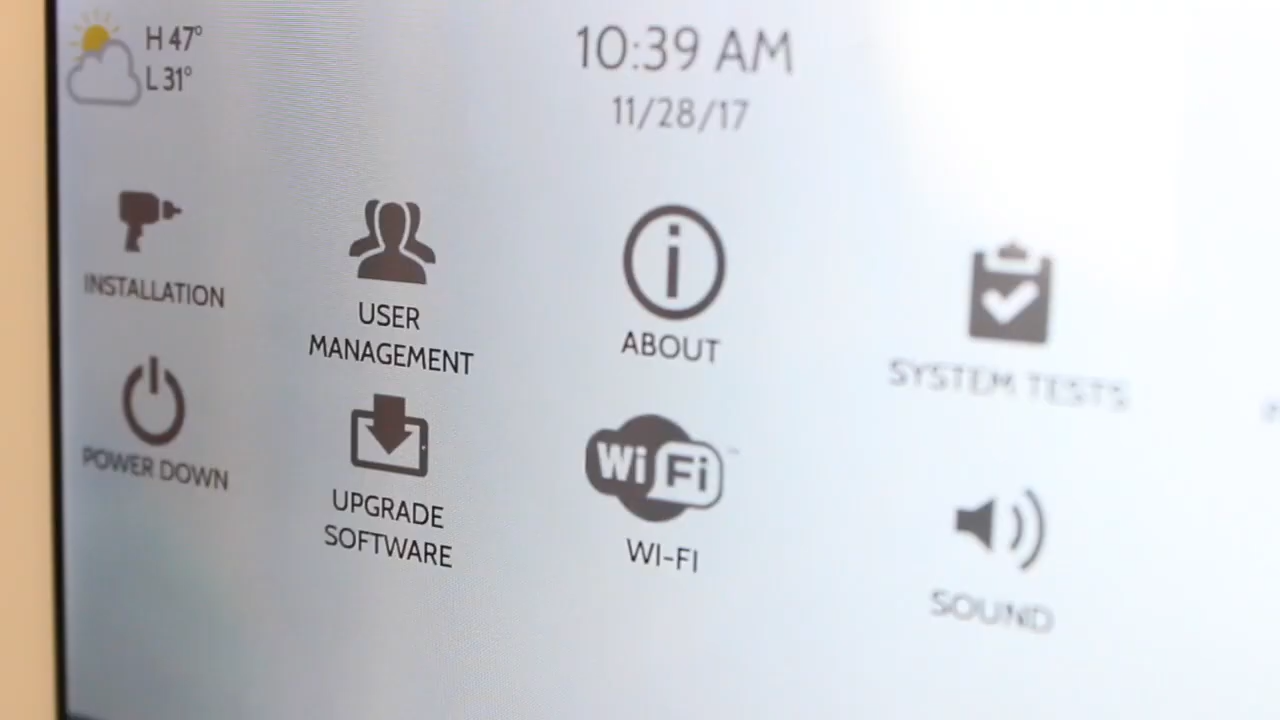 H 47°
L 31°
10:39 AM
11/28/17
INSTALLATION
USER
MANAGEMENT
ABOUT
SYSTEM TESTS
POWER DOWN
UPGRADE
SOFTWARE
Wi Fi
WI-FI
SOUND